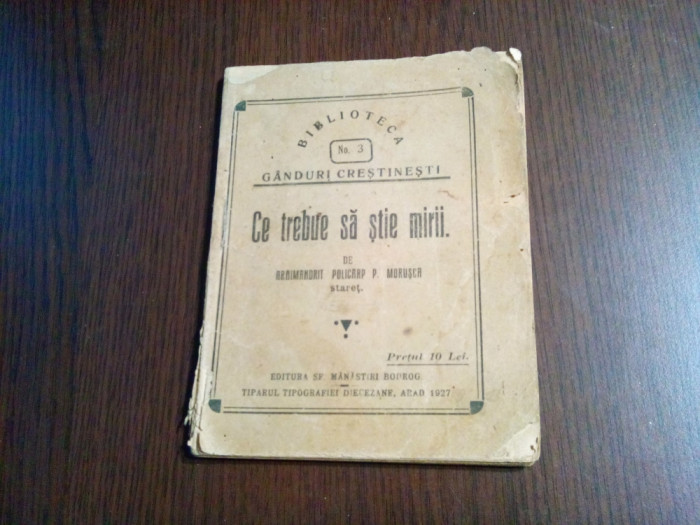 BIBLIOTECA
No. 3
GÂNDURI CREȘTINEȘTI
Ce trebue să știe mirii.
DE
ARHIMANDRIT POLICARP P. MORUȘCA
stareț.
Prețul 10 Lei.
EDITURA SF. MĂNĂSTIRI BODROG
TIPARUL TIPOGRAFIEI DIECEZANE, ARAD 1927